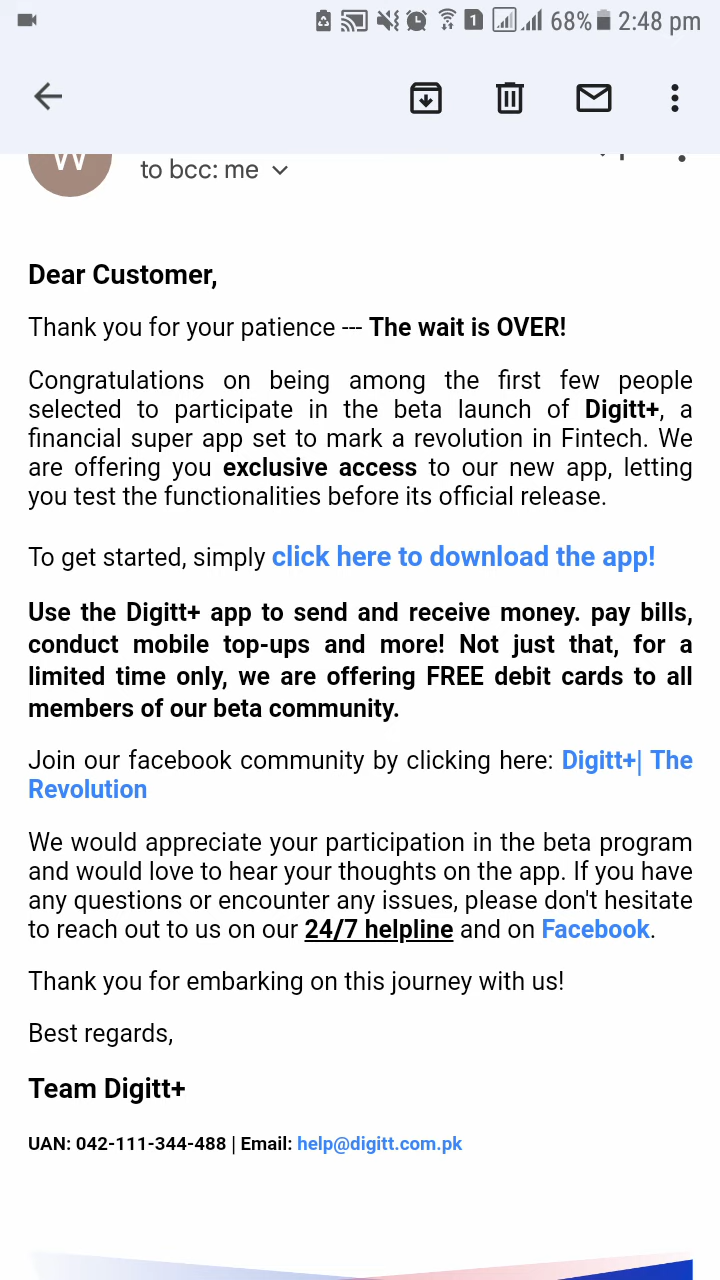 68% 2:48 pm
W
to bcc: me
Dear Customer,
Thank you for your patience --- The wait is OVER!
Congratulations on being among the first few people
selected to participate in the beta launch of Digitt+, a
financial super app set to mark a revolution in Fintech. We
are offering you exclusive access to our new app, letting
you test the functionalities before its official release.
To get started, simply click here to download the app!
Use the Digitt+ app to send and receive money. pay bills,
conduct mobile top-ups and more! Not just that, for a
limited time only, we are offering FREE debit cards to all
members of our beta community.
Join our facebook community by clicking here: Digitt+| The
Revolution
We would appreciate your participation in the beta program
and would love to hear your thoughts on the app. If you have
any questions or encounter any issues, please don't hesitate
to reach out to us on our 24/7 helpline and on Facebook.
Thank you for embarking on this journey with us!
Best regards,
Team Digitt+
UAN: 042-111-344-488 | Email: help@digitt.com.pk